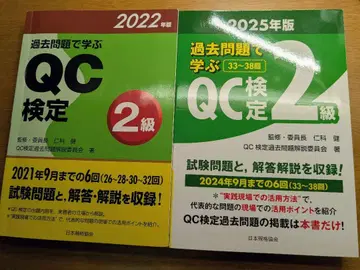 2022年版
過去問題で学ぶ
QC
検定
2級
監修・委員長 仁科 健
QC検定過去問題解説委員会 著
2021年9月までの6回(26~28・30~32回)
試験問題と,解答・解説を収録!
日本規格協会
2025年版
過去問題で
学ぶ
33~38回
QC検定
2級
監修・委員長 仁科 健
QC検定過去問題解説委員会 著
試験問題と,解答解説を収録!
2024年9月までの6回(33~38回)
*"実践現場での活用方法"で,
代表的な問題の現場での活用ポイントを紹介
QC検定過去問題の掲載は本書だけ!
日本規格協会